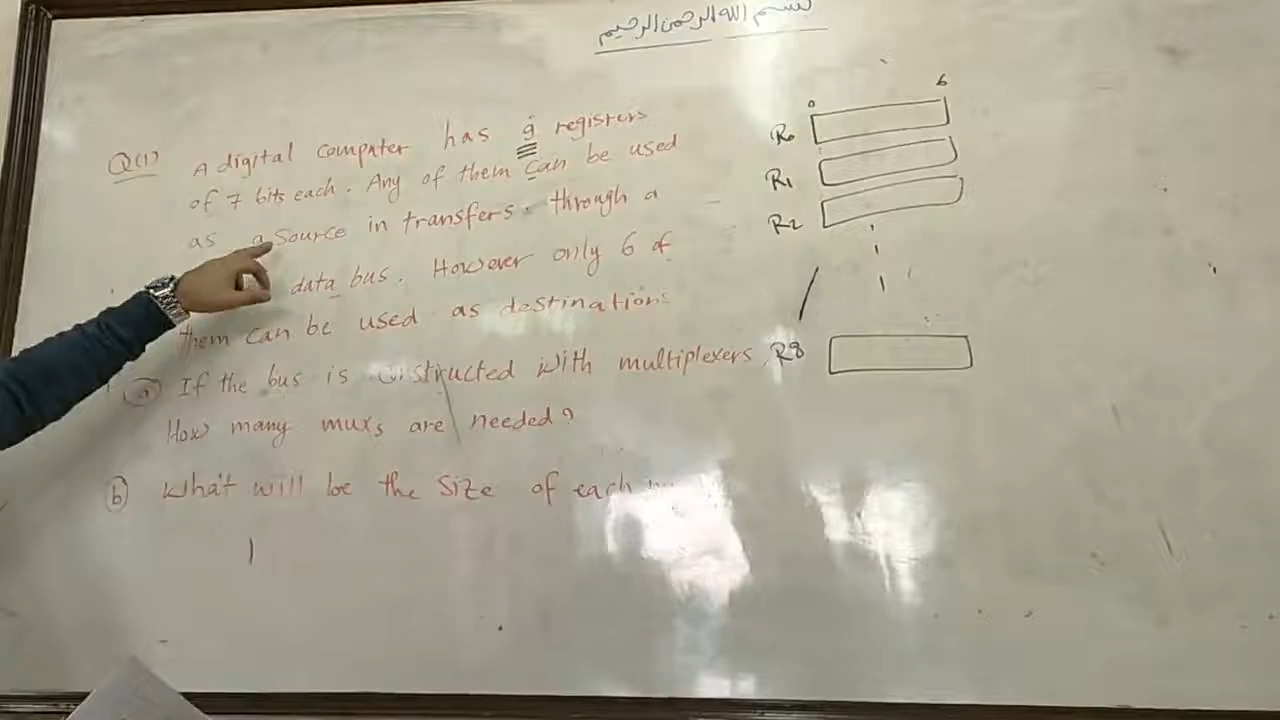 بسم الله الرحمن الرحيم
Q(1) A digital computer has 9 registers
of 7 bits each. Any of them can be used
as a source in transfers. through a
data bus. However only 6 of
them can be used as destinations
(a) If the bus is constructed with multiplexers.
How many muxs are needed?
(b) What will be the size of each
0 6
R0
R1
R2
R8